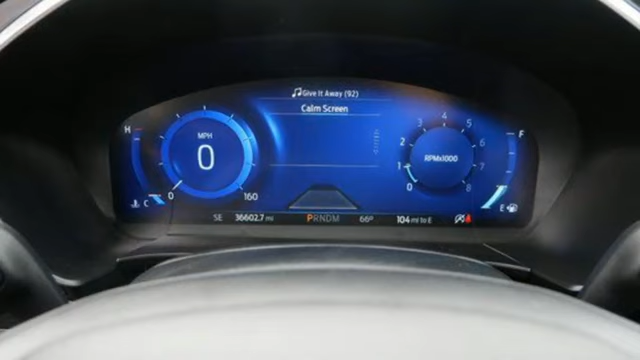 Give It Away (92)
Calm Screen
H
MPH
0
0
160
C
4
3
5
2
6
1
7
0
8
RPMx1000
F
E
SE 36602.7 mi PRNDM 66° 104 mi to E